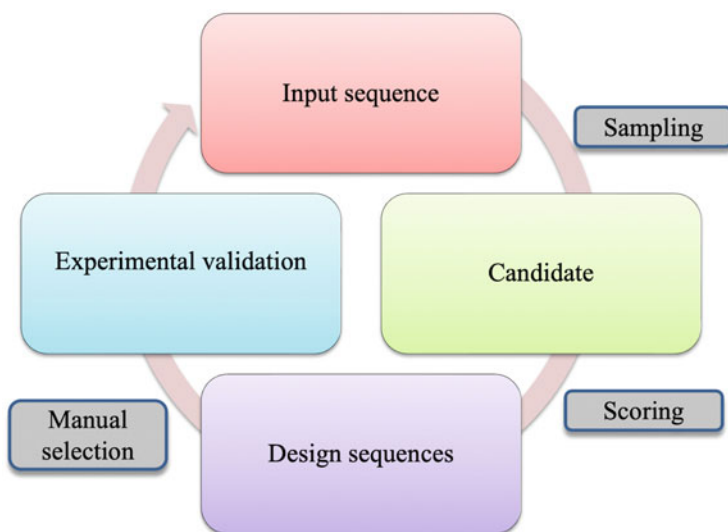 Input sequence
Sampling
Experimental validation
Candidate
Manual
selection
Scoring
Design sequences